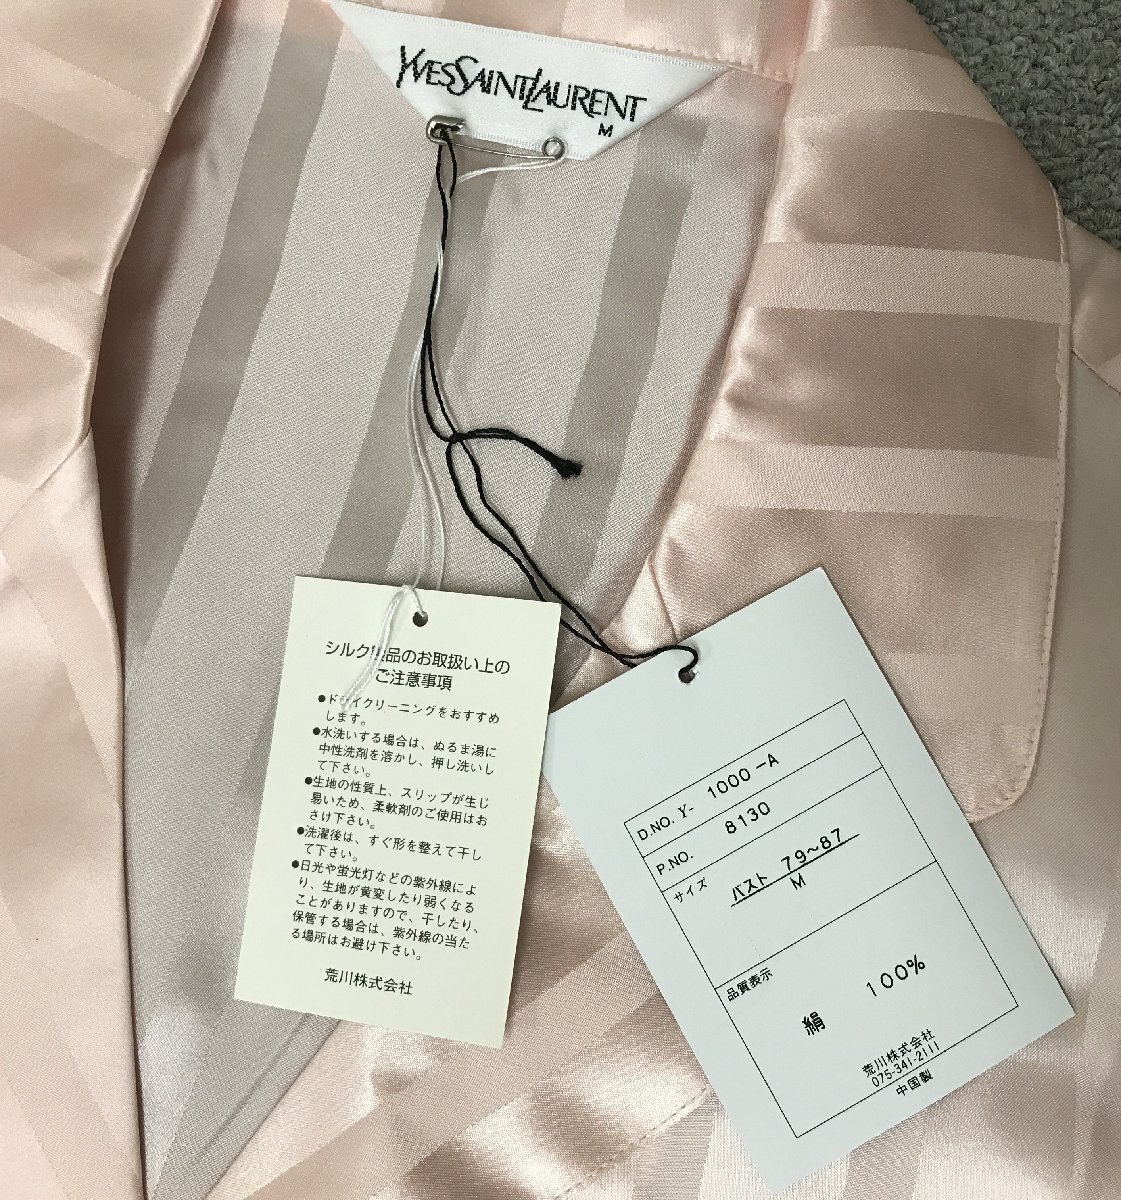 YVESSAINTLAURENT
M
シルク製品のお取扱い上の
ご注意事項
●ドライクリーニングをおすすめ
します。
●水洗いする場合は、ぬるま湯に
中性洗剤を溶かし、押し洗いし
て下さい。
●生地の性質上、スリップが生じ
易いため、柔軟剤のご使用はお
さけ下さい。
●洗濯後は、すぐ形を整えて干し
て下さい。
●日光や蛍光灯などの紫外線によ
り、生地が黄変したり弱くなる
ことがありますので、干したり、
保管する場合は、紫外線の当た
る場所はお避け下さい。
荒川株式会社
D.NO. Y- 1000-A
P.NO. 8130
サイズ バスト 79~87
M
品質表示
絹 100%
荒川株式会社
075-341-2111
中国製